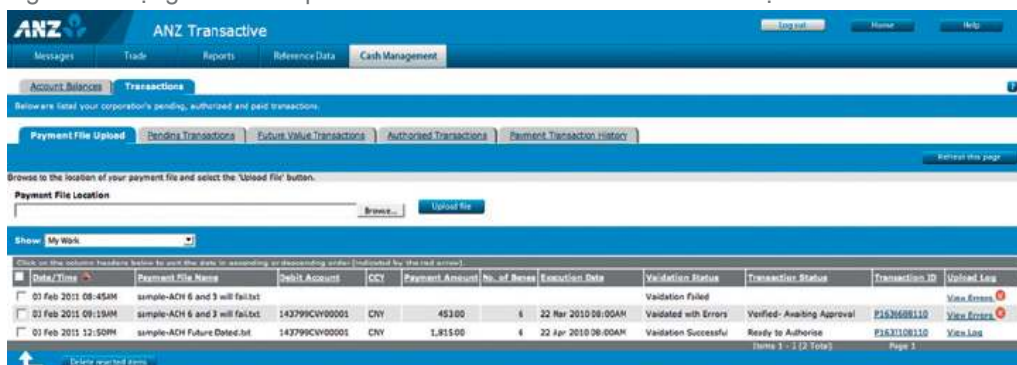 ANZ ANZ Transactive Log out Home Help
Messages Trade Reports Reference Data Cash Management
Account Balances Transactions
Below are listed your corporation's pending, authorized and paid transactions.
Payment File Upload Pending Transactions Future Value Transactions Authorised Transactions Payment Transaction History
Refresh this page
Browse to the location of your payment file and select the 'Upload File' button.
Payment File Location
Browse... Upload file
Show: My Work
Click on the column headers below to sort the data in ascending or descending order (indicated by the red arrow).
Date/Time Payment File Name Debit Account CCY Payment Amount No. of Benes Execution Date Validation Status Transaction Status Transaction ID Upload Log
03 Feb 2011 08:45AM sample-ACH 6 and 3 will fail.txt Validation Failed View Errors
03 Feb 2011 09:19AM sample-ACH 6 and 3 will fail.txt 143799CNY00001 CNY 453.00 6 22 Mar 2010 08:00AM Validated with Errors Verified- Awaiting Approval View Errors
03 Feb 2011 12:50PM sample-ACH Future Dated.txt 143799CNY00001 CNY 1,815.00 6 22 Apr 2010 08:00AM Validation Successful Ready to Authorise View Log
Items 1 - 2 (2 Total) Page 1
Delete rejected items